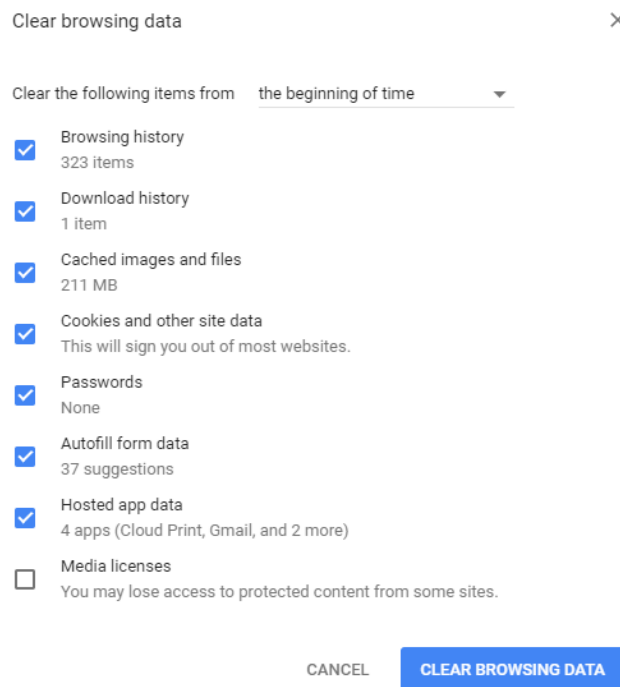 Clear browsing data
Clear the following items from the beginning of time
Browsing history
323 items
Download history
1 item
Cached images and files
211 MB
Cookies and other site data
This will sign you out of most websites.
Passwords
None
Autofill form data
37 suggestions
Hosted app data
4 apps (Cloud Print, Gmail, and 2 more)
Media licenses
You may lose access to protected content from some sites.
CANCEL CLEAR BROWSING DATA